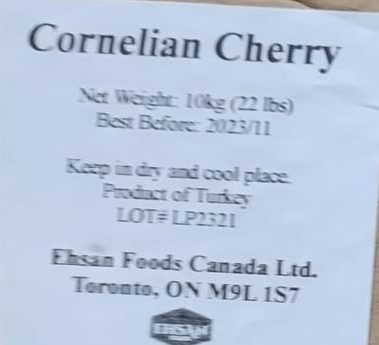 Cornelian Cherry
Net Weight: 10kg (22 lbs)
Best Before: 2023/11
Keep in dry and cool place.
Product of Turkey
LOT# LP2321
Ehsan Foods Canada Ltd.
Toronto, ON M9L 1S7
EHSAN